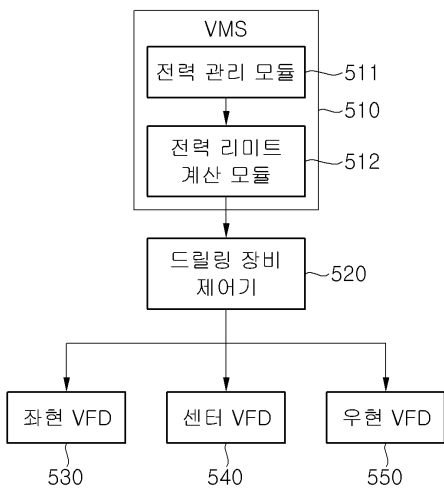 VMS
전력 관리 모듈
511
510
전력 리미트
계산 모듈
512
드릴링 장비
제어기
520
좌현 VFD
센터 VFD
우현 VFD
530
540
550